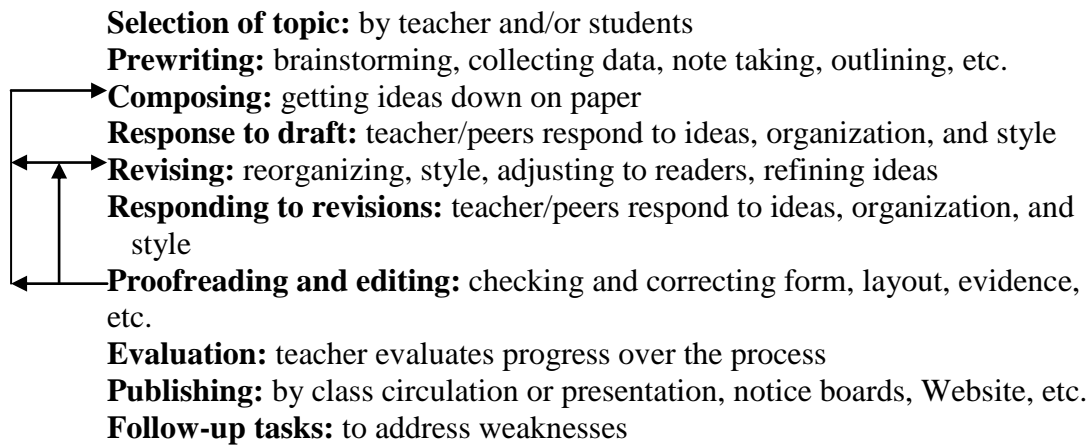 Selection of topic: by teacher and/or students
Prewriting: brainstorming, collecting data, note taking, outlining, etc.
Composing: getting ideas down on paper
Response to draft: teacher/peers respond to ideas, organization, and style
Revising: reorganizing, style, adjusting to readers, refining ideas
Responding to revisions: teacher/peers respond to ideas, organization, and
style
Proofreading and editing: checking and correcting form, layout, evidence,
etc.
Evaluation: teacher evaluates progress over the process
Publishing: by class circulation or presentation, notice boards, Website, etc.
Follow-up tasks: to address weaknesses